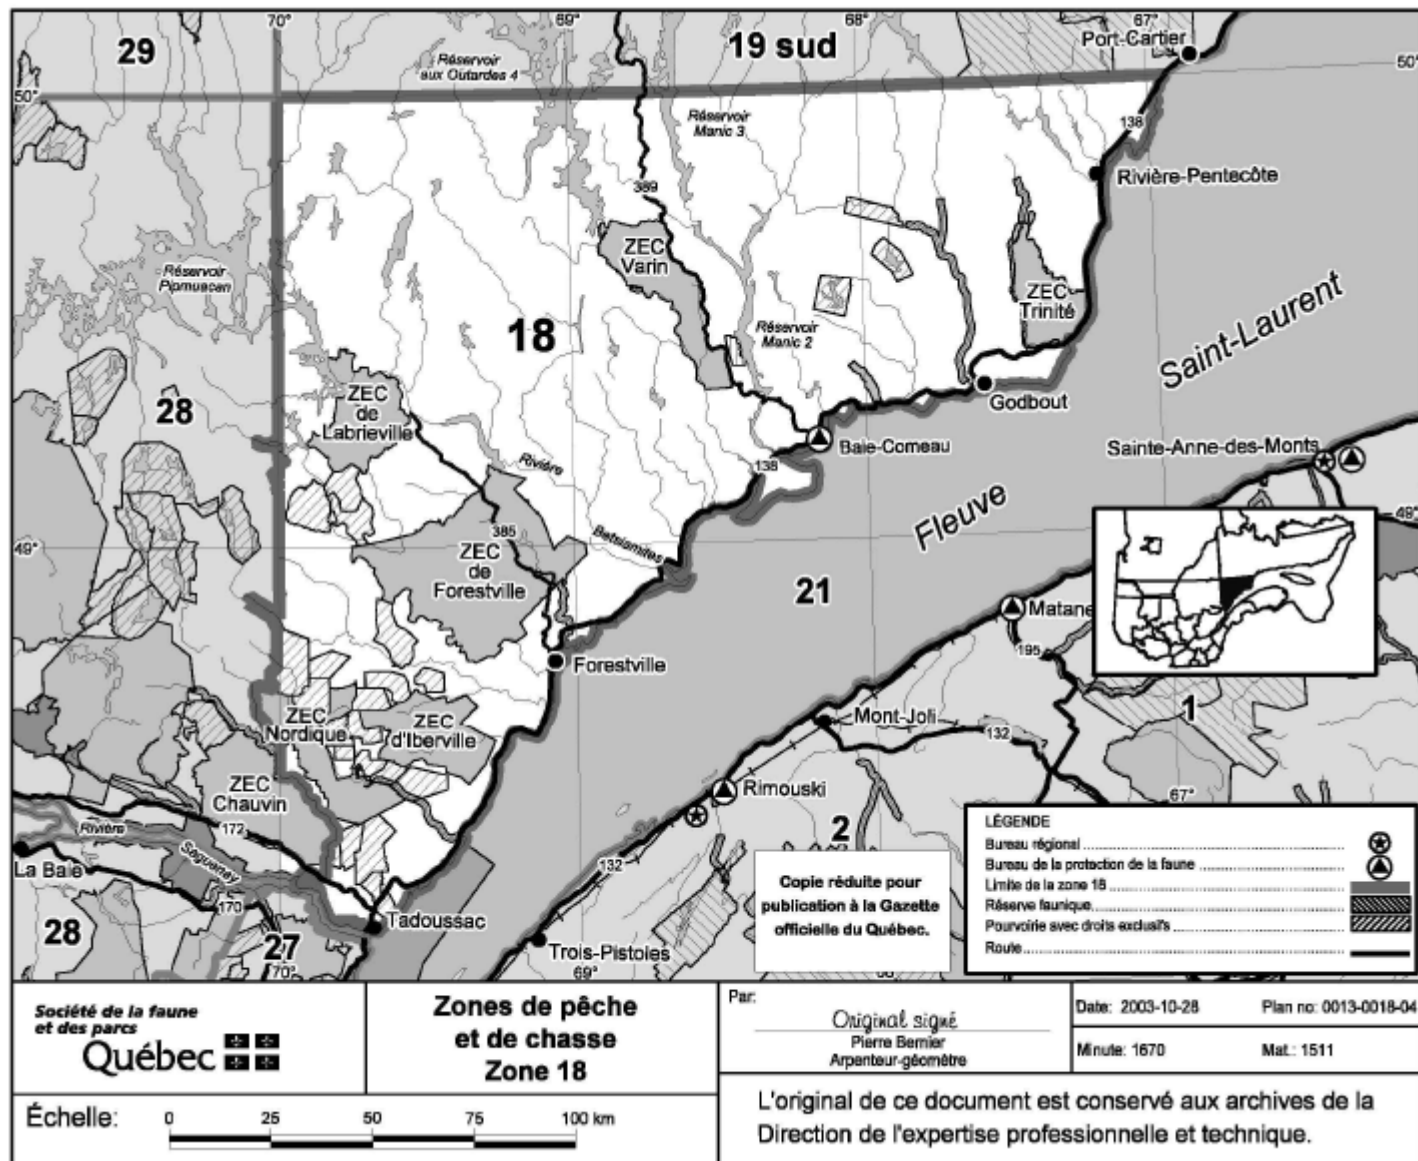 70°
69°
68°
67°
29
19 sud
Port-Cartier
Réservoir
aux Outardes 4
50°
50°
Réservoir
Manic 3
138
Rivière-Pentecôte
389
ZEC
Varin
Réservoir
Pipmuacan
ZEC
Trinité
18
Réservoir
Manic 2
Saint-Laurent
ZEC
de
Labrieville
28
Godbout
Baie-Comeau
Sainte-Anne-des-Monts
Rivière
138
Fleuve
49°
385
Betsiamites
49°
ZEC
de
Forestville
21
Matane
195
Forestville
1
ZEC
Nordique
ZEC
d'Iberville
Mont-Joli
132
ZEC
Chauvin
Rimouski
67°
Rivière
172
2
La Baie
Saguenay
132
170
Tadoussac
28
27
70°
Trois-Pistoles
69°
68
Copie réduite pour
publication à la Gazette
officielle du Québec.
LÉGENDE
Bureau régional
Bureau de la protection de la faune
Limite de la zone 18
Réserve faunique
Pourvoirie avec droits exclusifs
Route
Société de la faune
et des parcs
Québec
Zones de pêche
et de chasse
Zone 18
Par:
Original signé
Pierre Bernier
Arpenteur-géomètre
Date: 2003-10-28
Plan no: 0013-0018-04
Minute: 1670
Mat.: 1511
Échelle:
0 25 50 75 100 km
L'original de ce document est conservé aux archives de la
Direction de l'expertise professionnelle et technique.